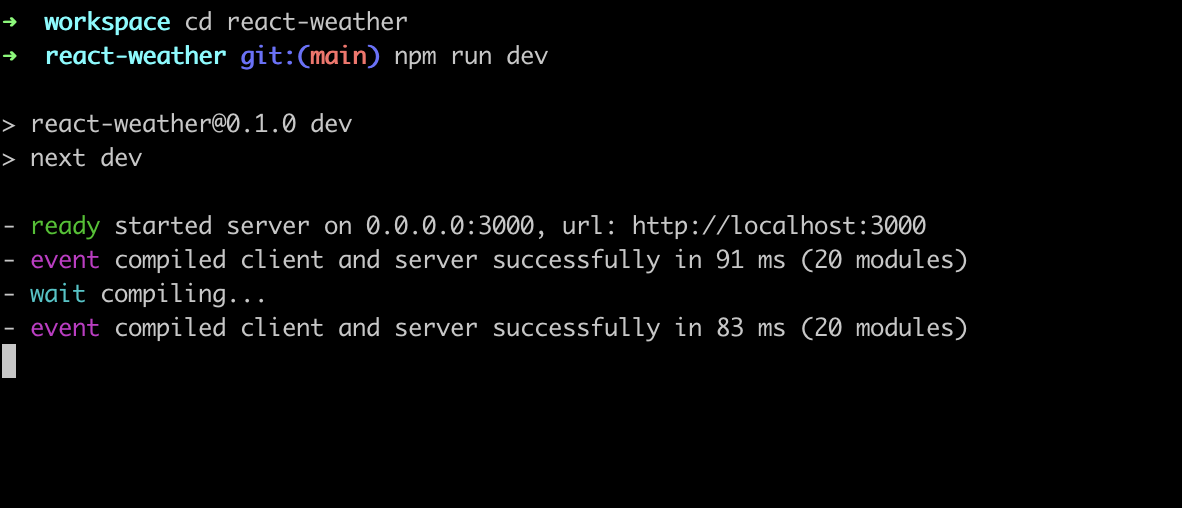 ➜ workspace cd react-weather
➜ react-weather git:(main) npm run dev
> react-weather@0.1.0 dev
> next dev
- ready started server on 0.0.0.0:3000, url: http://localhost:3000
- event compiled client and server successfully in 91 ms (20 modules)
- wait compiling...
- event compiled client and server successfully in 83 ms (20 modules)